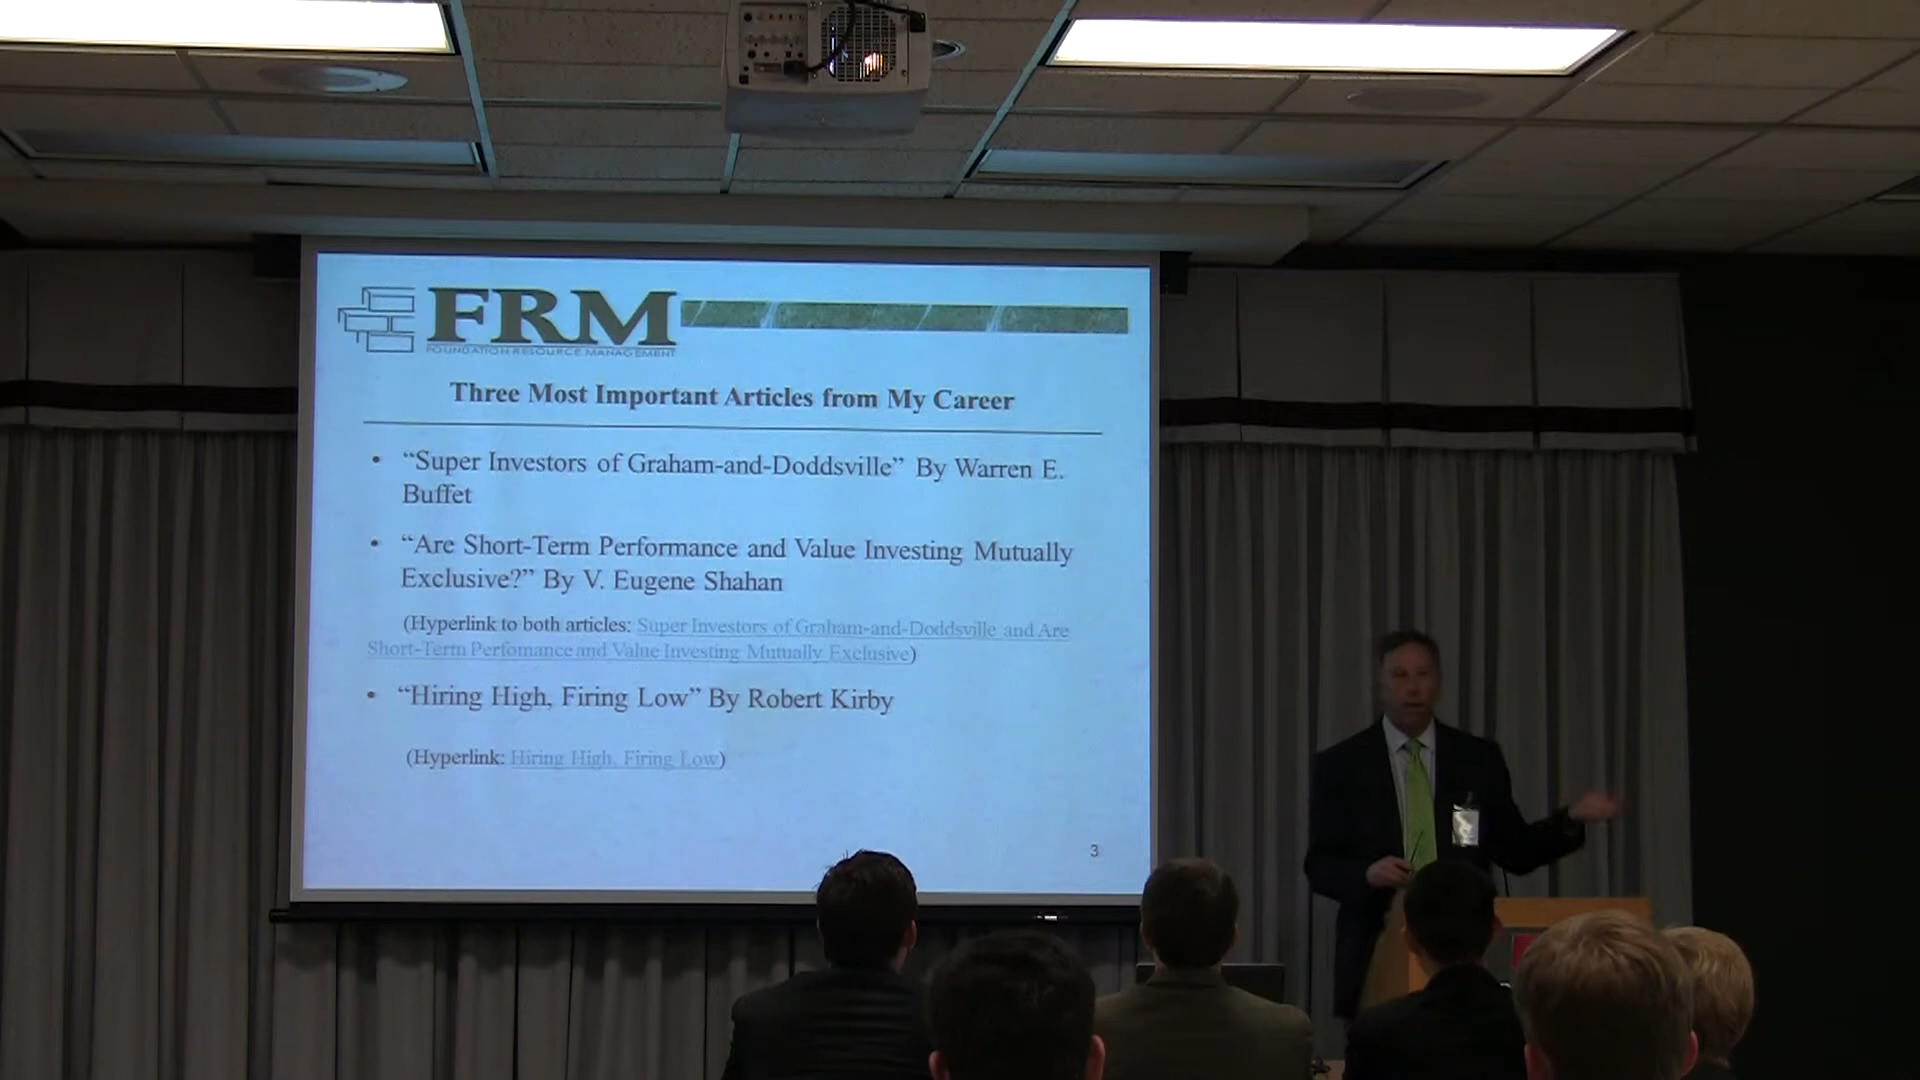 FRM
FOUNDATION RESOURCE MANAGEMENT
Three Most Important Articles from My Career
• “Super Investors of Graham-and-Doddsville” By Warren E.
Buffet
• “Are Short-Term Performance and Value Investing Mutually
Exclusive?” By V. Eugene Shahan
(Hyperlink to both articles: Super Investors of Graham-and-Doddsville and Are
Short-Term Perfomance and Value Investing Mutually Exclusive)
• “Hiring High, Firing Low” By Robert Kirby
(Hyperlink: Hiring High, Firing Low)
3